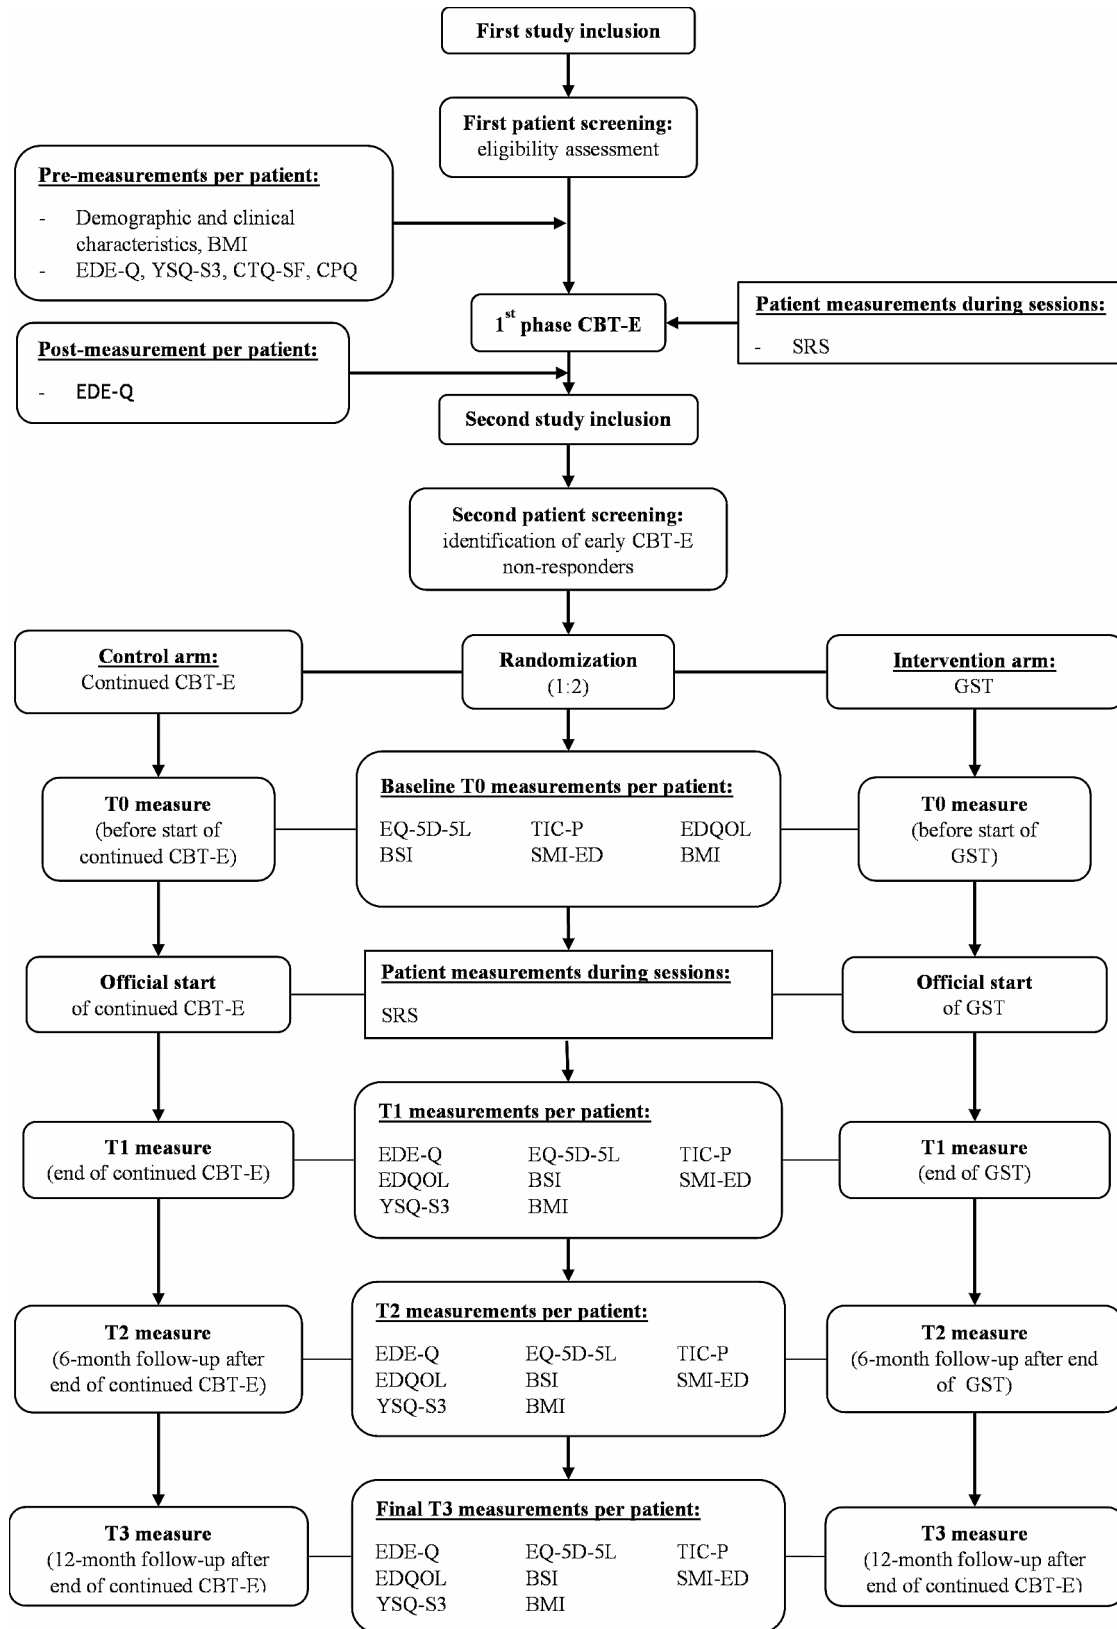 First study inclusion
First patient screening:
eligibility assessment
Pre-measurements per patient:
- Demographic and clinical
characteristics, BMI
- EDE-Q, YSQ-S3, CTQ-SF, CPQ
1st phase CBT-E
Patient measurements during sessions:
- SRS
Post-measurement per patient:
- EDE-Q
Second study inclusion
Second patient screening:
identification of early CBT-E
non-responders
Control arm:
Continued CBT-E
Randomization
(1:2)
Intervention arm:
GST
T0 measure
(before start of
continued CBT-E)
Baseline T0 measurements per patient:
EQ-5D-5L TIC-P EDQOL
BSI SMI-ED BMI
T0 measure
(before start of
GST)
Official start
of continued CBT-E
Patient measurements during sessions:
SRS
Official start
of GST
T1 measure
(end of continued CBT-E)
T1 measurements per patient:
EDE-Q EQ-5D-5L TIC-P
EDQOL BSI SMI-ED
YSQ-S3 BMI
T1 measure
(end of GST)
T2 measure
(6-month follow-up after
end of continued CBT-E)
T2 measurements per patient:
EDE-Q EQ-5D-5L TIC-P
EDQOL BSI SMI-ED
YSQ-S3 BMI
T2 measure
(6-month follow-up after end
of GST)
T3 measure
(12-month follow-up after
end of continued CBT-E)
Final T3 measurements per patient:
EDE-Q EQ-5D-5L TIC-P
EDQOL BSI SMI-ED
YSQ-S3 BMI
T3 measure
(12-month follow-up after
end of continued CBT-E)